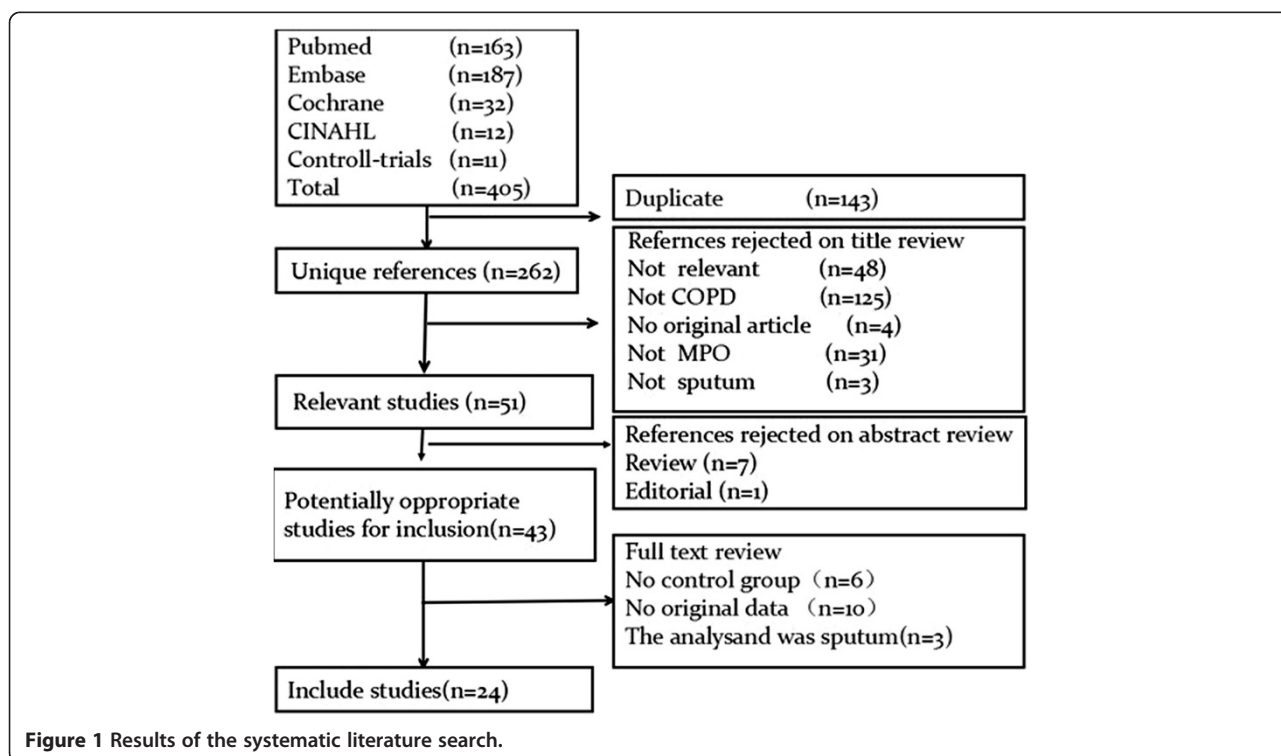 Pubmed (n=163)
Embase (n=187)
Cochrane (n=32)
CINAHL (n=12)
Controll-trials (n=11)
Total (n=405)
Duplicate (n=143)
Unique references (n=262)
Refernces rejected on title review
Not relevant (n=48)
Not COPD (n=125)
No original article (n=4)
Not MPO (n=31)
Not sputum (n=3)
Relevant studies (n=51)
References rejected on abstract review
Review (n=7)
Editorial (n=1)
Potentially oppropriate
studies for inclusion(n=43)
Full text review
No control group（n=6）
No original data （n=10）
The analysand was sputum(n=3)
Include studies(n=24)
Figure 1 Results of the systematic literature search.